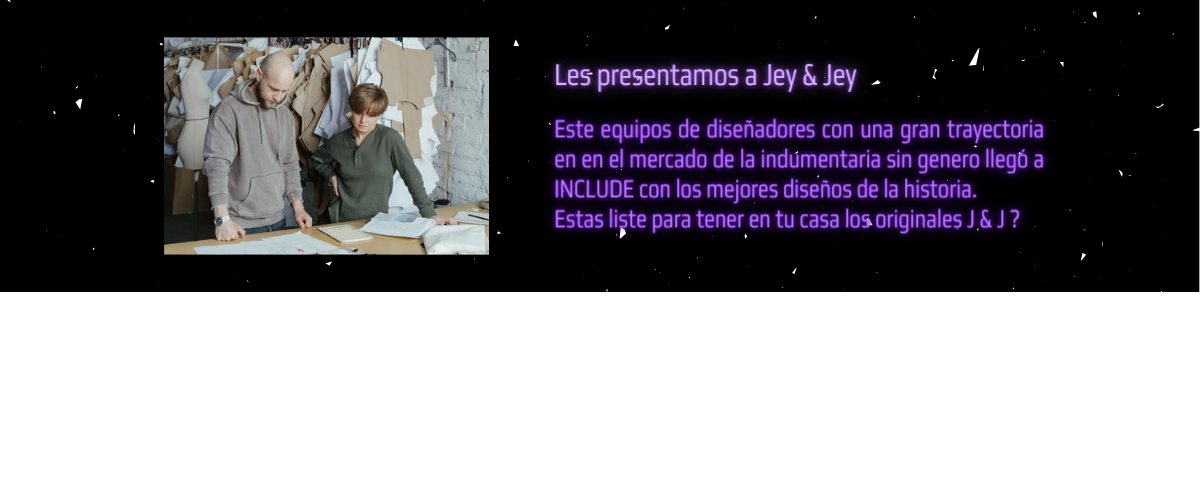 Les presentamos a Jey & Jey
Este equipos de diseñadores con una gran trayectoria
en en el mercado de la indumentaria sin genero llegó a
INCLUDE con los mejores diseños de la historia.
Estas liste para tener en tu casa los originales J & J ?